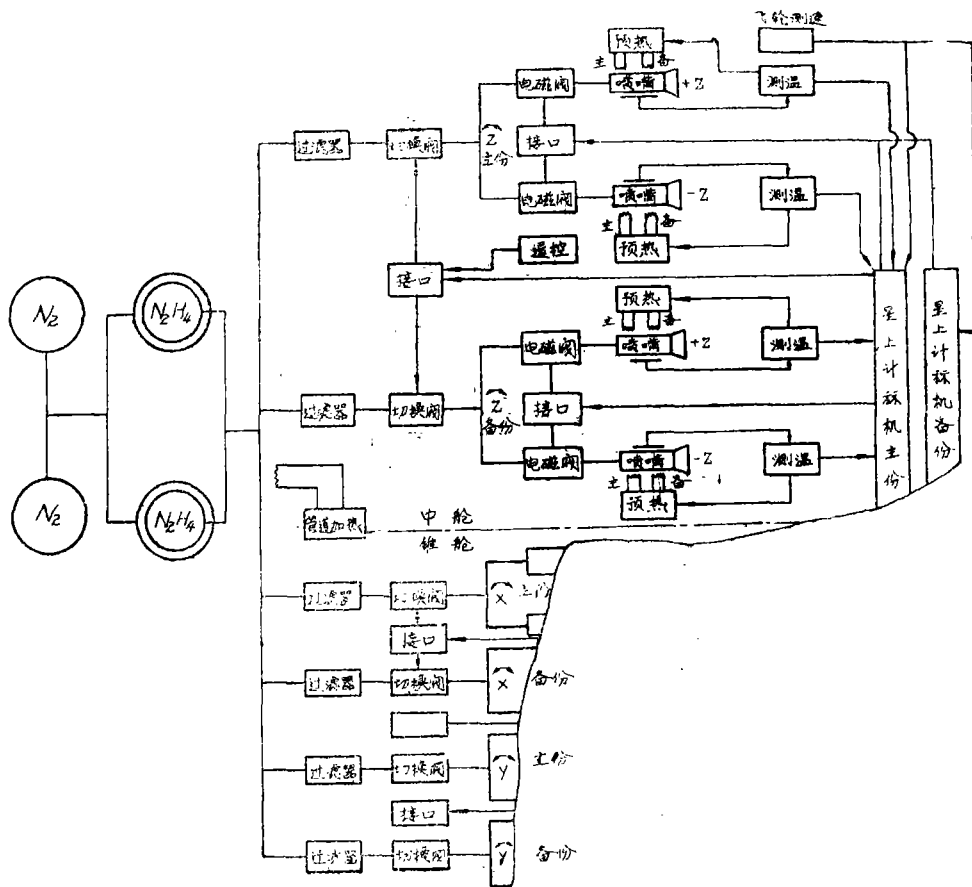 飞轮测速
预热
主 备
电磁阀
喷嘴
+Z
测温
过滤器
切换阀
Z
主份
接口
电磁阀
喷嘴
-Z
测温
主 备
预热
遥控
接口
N₂
N₂H₄
预热
主 备
电磁阀
喷嘴
+Z
测温
星上计标机主份
星上计标机备份
过滤器
切换阀
Z
备份
接口
电磁阀
喷嘴
-Z
测温
主 备
预热
N₂
N₂H₄
管道加热
中舱
锥舱
过滤器
切换阀
X
主份
接口
过滤器
切换阀
X
备份
过滤器
切换阀
Y
主份
接口
过滤器
切换阀
Y
备份